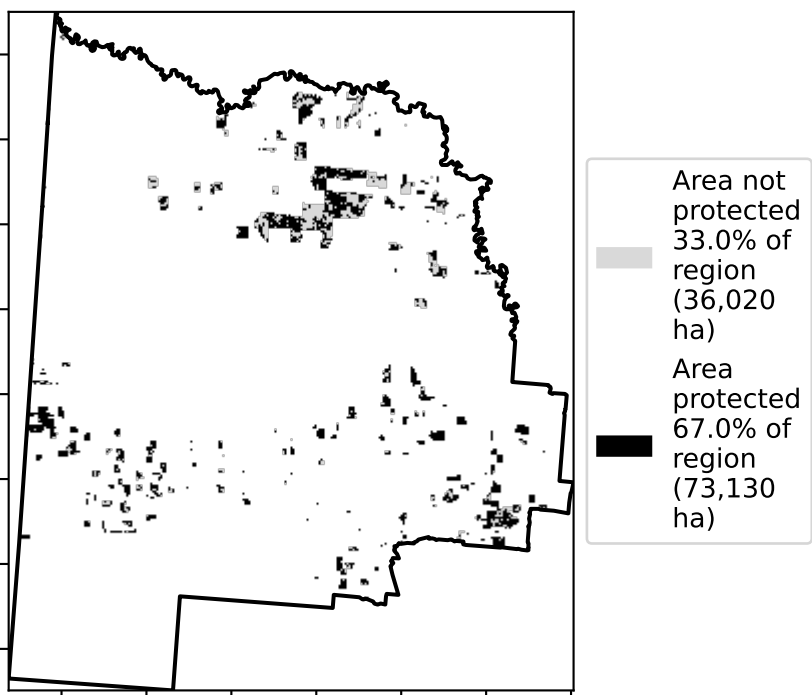 Area not
protected
33.0% of
region
(36,020
ha)
Area
protected
67.0% of
region
(73,130
ha)